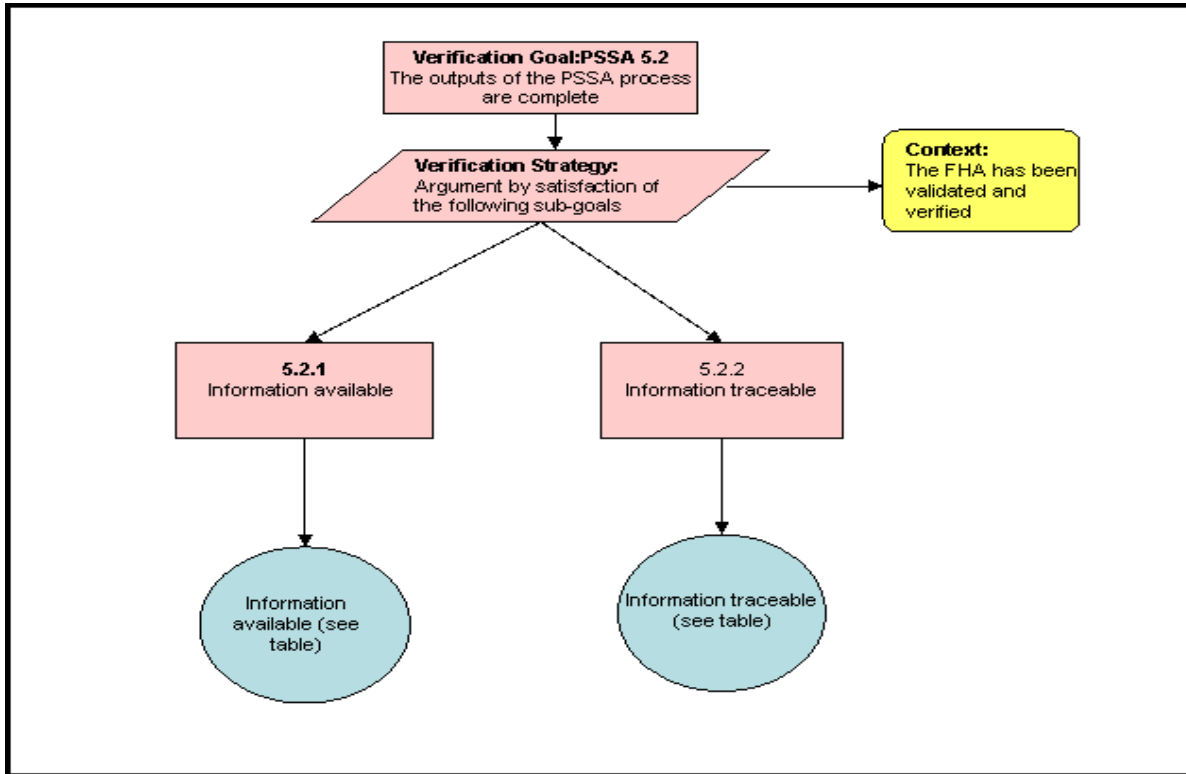 Verification Goal:PSSA 5.2
The outputs of the PSSA process
are complete
Verification Strategy:
Argument by satisfaction of
the following sub-goals
Context:
The FHA has been
validated and
verified
5.2.1
Information available
5.2.2
Information traceable
Information
available (see
table)
Information traceable
(see table)